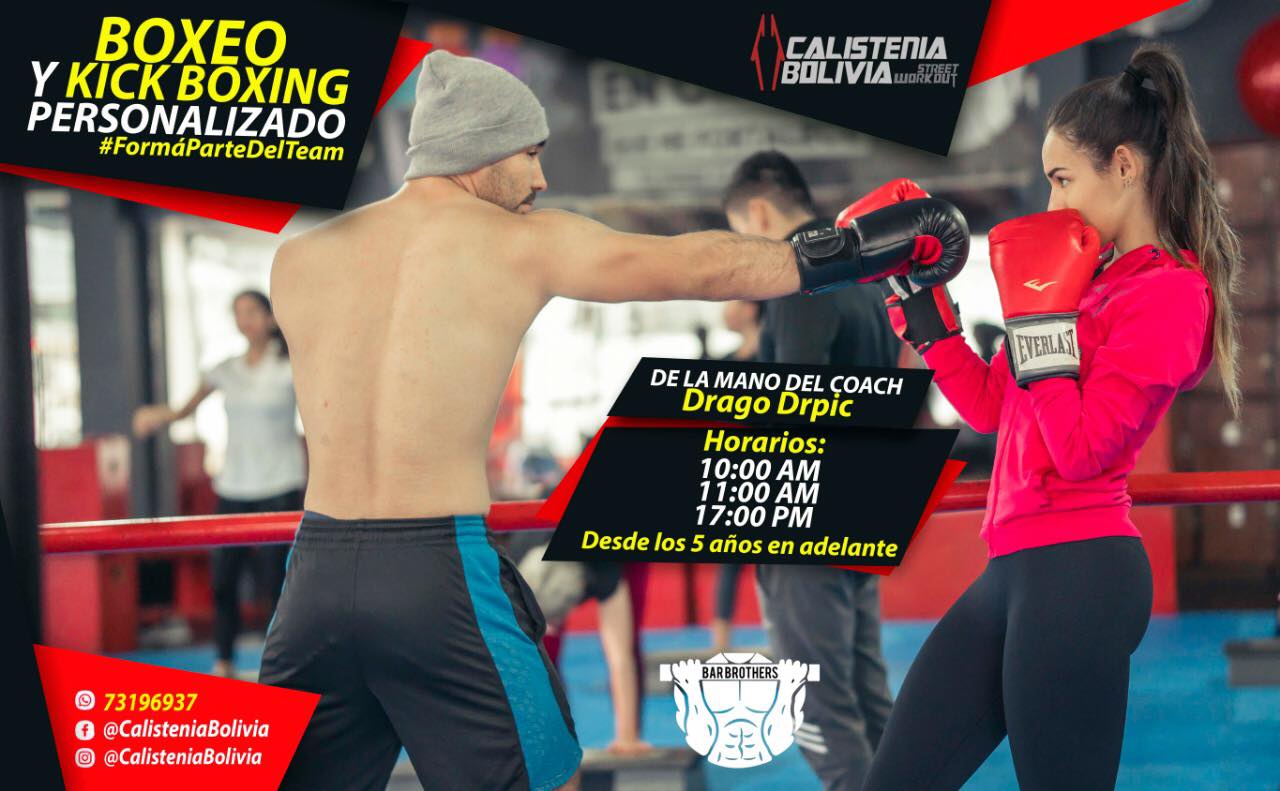 BOXEO
Y KICK BOXING
PERSONALIZADO
#FormáParteDelTeam
CALISTENIA
BOLIVIA STREET WORKOUT
EVERLAST
DE LA MANO DEL COACH
Drago Drpic
Horarios:
10:00 AM
11:00 AM
17:00 PM
Desde los 5 años en adelante
BAR BROTHERS
73196937
@CalisteniaBolivia
@CalisteniaBolivia